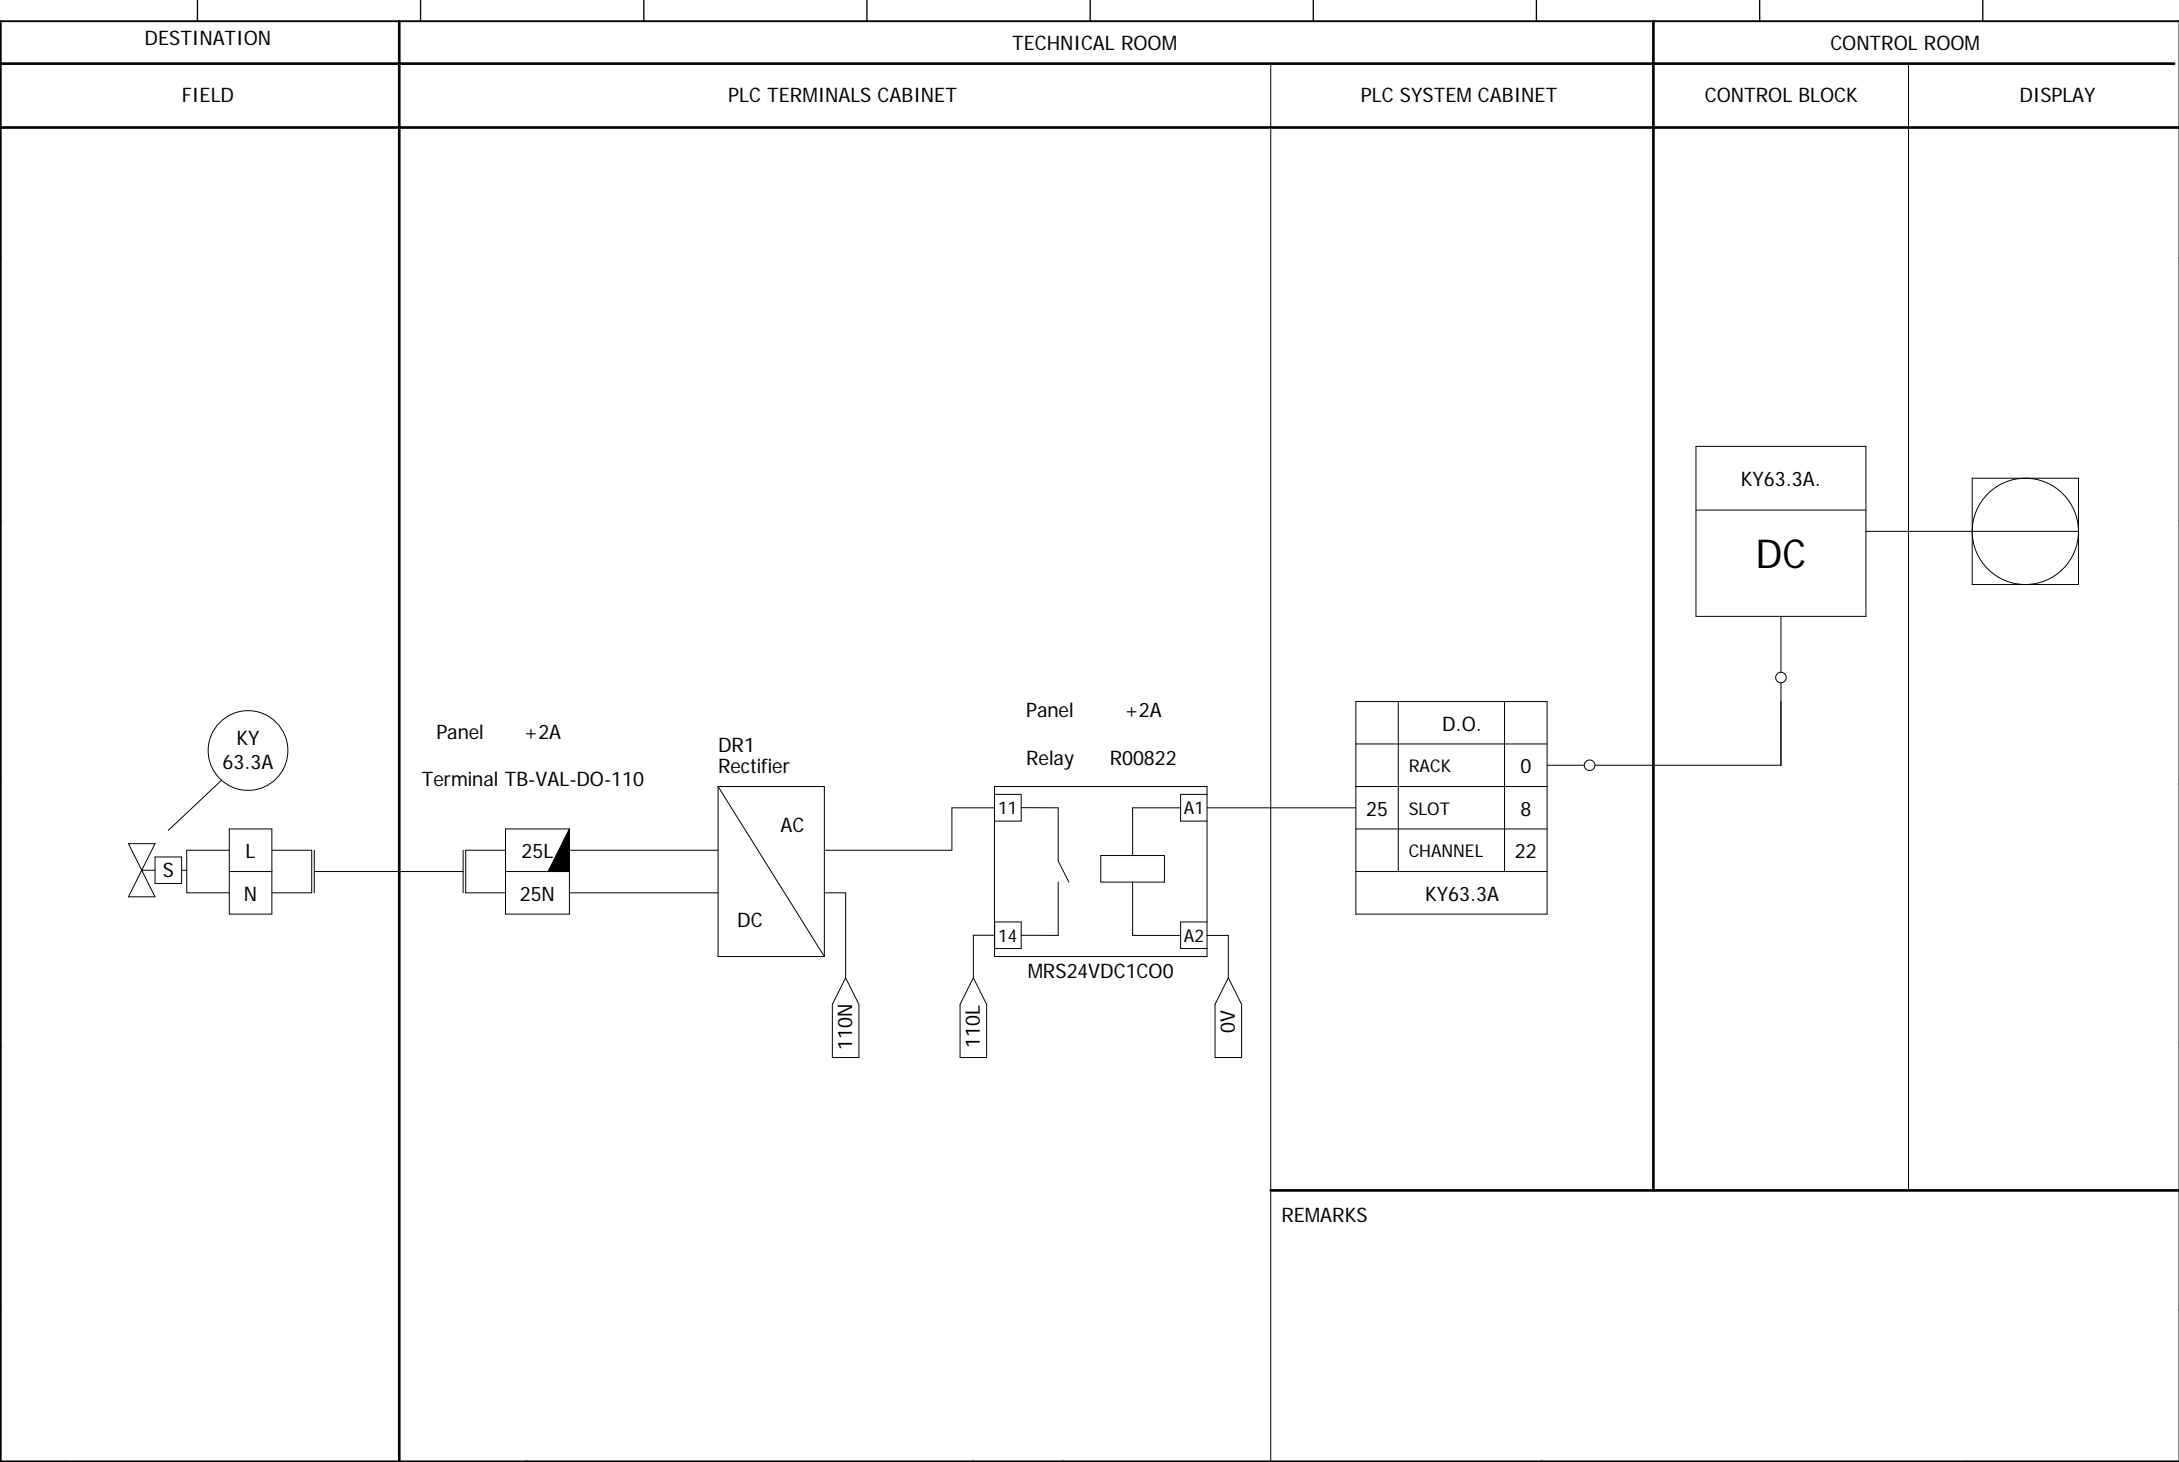 DESTINATION
TECHNICAL ROOM
CONTROL ROOM
FIELD
PLC TERMINALS CABINET
PLC SYSTEM CABINET
CONTROL BLOCK
DISPLAY
KY
63.3A
S
L
N
Panel +2A
Terminal TB-VAL-DO-110
25L
25N
DR1
Rectifier
AC
DC
110N
Panel +2A
Relay R00822
11
14
A1
A2
MRS24VDC1CO0
110L
0V
D.O.
RACK 0
25 SLOT 8
CHANNEL 22
KY63.3A
KY63.3A.
DC
REMARKS